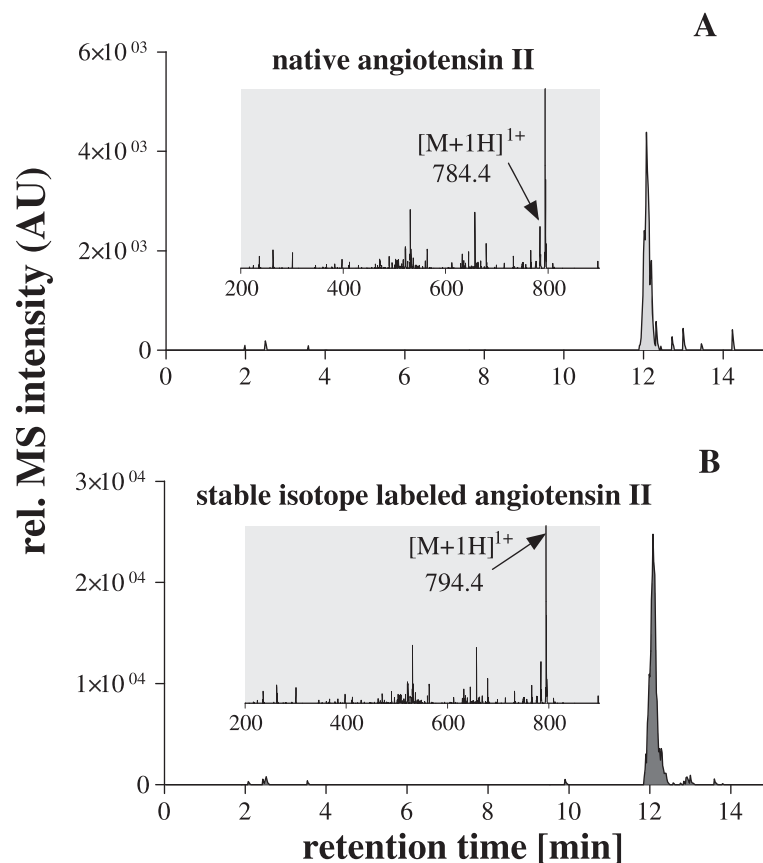 A
6×10 03
native angiotensin II
[M+1H]1+
784.4
4×10 03
2×10 03
200 400 600 800
0
0 2 4 6 8 10 12 14
rel. MS intensity (AU)
B
3×10 04
stable isotope labeled angiotensin II
[M+1H]1+
794.4
2×10 04
1×10 04
200 400 600 800
0
0 2 4 6 8 10 12 14
retention time [min]